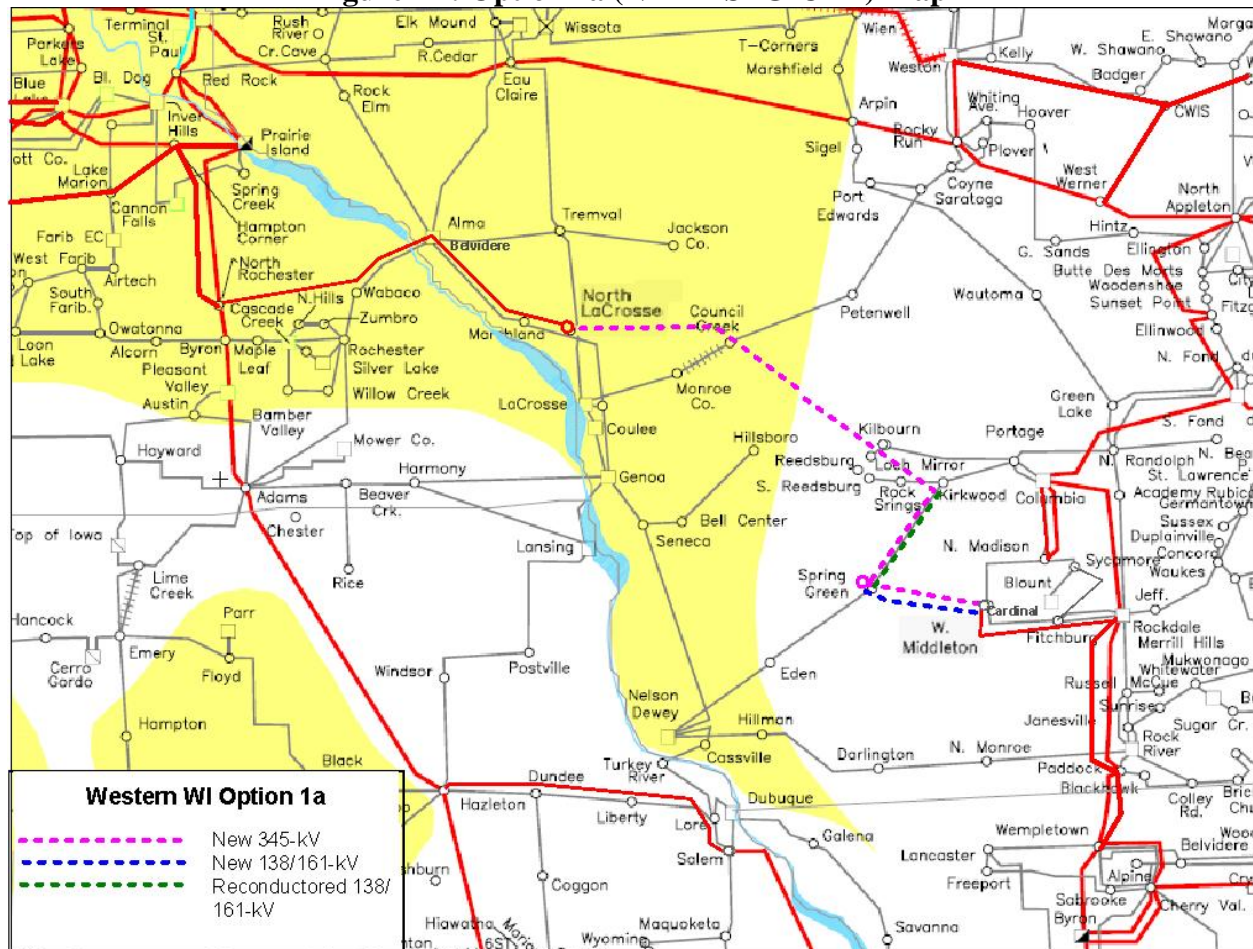 Terminal
Rush
River
Elk Mound
Wissota
T-Corners
Wien
Kelly
E. Shawano
W. Shawano
Parkers
Lake
St.
Paul
Cr.Cave
R.Cedar
Marshfield
Weston
Badger
Bl. Dog
Red Rock
Eau
Claire
Blue
Rock
Elm
Arpin
Whiting
Ave.
Hoover
CWIS
Inver
Hills
Prairie
Island
Rocky
Run
Sigel
Plover
ott Co.
Lake
Marion
West
Werner
Coyne
Saratoga
North
Appleton
Spring
Creek
Port
Edwards
Cannon
Falls
Hampton
Corner
Alma
Belvidere
Tremval
Jackson
Co.
Hintz
Farib EC
G. Sands
Ellington
West Farib
Airtech
North
Rochester
Butte Des Morts
Woodenshoe
Sunset Point
South
Farib.
Cascade
Creek
N.Hills
Wabaco
Zumbro
North
LaCrosse
Council
Creek
Petenwell
Wautoma
Ellinwood
Owatanna
Marshland
Loon
Lake
Alcorn
Byron
Maple
Leaf
Rochester
Silver Lake
N. Fond
Pleasant
Valley
Willow Creek
Monroe
Co.
Green
Lake
Austin
LaCrosse
S. Fond
Bamber
Valley
Coulee
Hillsboro
Kilbourn
Portage
Hayward
Mower Co.
Reedsburg
Loch Mirror
N. Randolph
N. Bea
St. Lawrence
Harmony
Genoa
S. Reedsburg
Rock
Srings
Kirkwood
Columbia
Academy
Adams
Beaver
Crk.
Germantown
Chester
Bell Center
Sussex
Duplainville
Top of Iowa
Lansing
Seneca
N. Madison
Sycamore
Concord
Waukes
Rice
Spring
Green
Blount
Lime
Creek
Jeff.
Cardinal
Hancock
Parr
W.
Middleton
Fitchburg
Rockdale
Merrill Hills
Emery
Floyd
Windsor
Postville
Eden
Mukwonago
Whitewater
Cerro
Gordo
Russell
McCue
Sunrise
Nelson
Dewey
Hillman
Janesville
Sugar Cr.
Hampton
Cassville
Darlington
N. Monroe
Rock
River
Black
Turkey
River
Paddock
Blackhawk
Dundee
Colley
Rd.
Hazleton
Dubuque
Liberty
Lore
Galena
Wempletown
Salem
Lancaster
Belvidere
Freeport
Alpine
Coggon
Sabrooke
Cherry Val.
Byron
Hiawatha
Maquoketa
Wyoming
Savanna
Western WI Option 1a
New 345-kV
New 138/161-kV
Reconductored 138/
161-kV